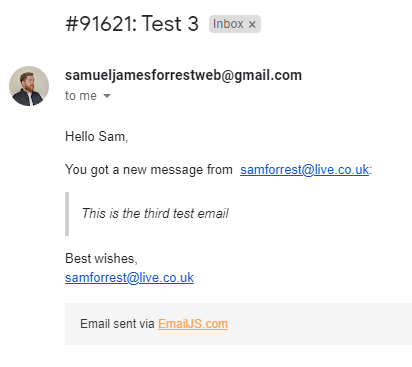 #91621: Test 3 Inbox ×
samueljamesforrestweb@gmail.com
to me
Hello Sam,
You got a new message from samforrest@live.co.uk:
This is the third test email
Best wishes,
samforrest@live.co.uk
Email sent via EmailJS.com